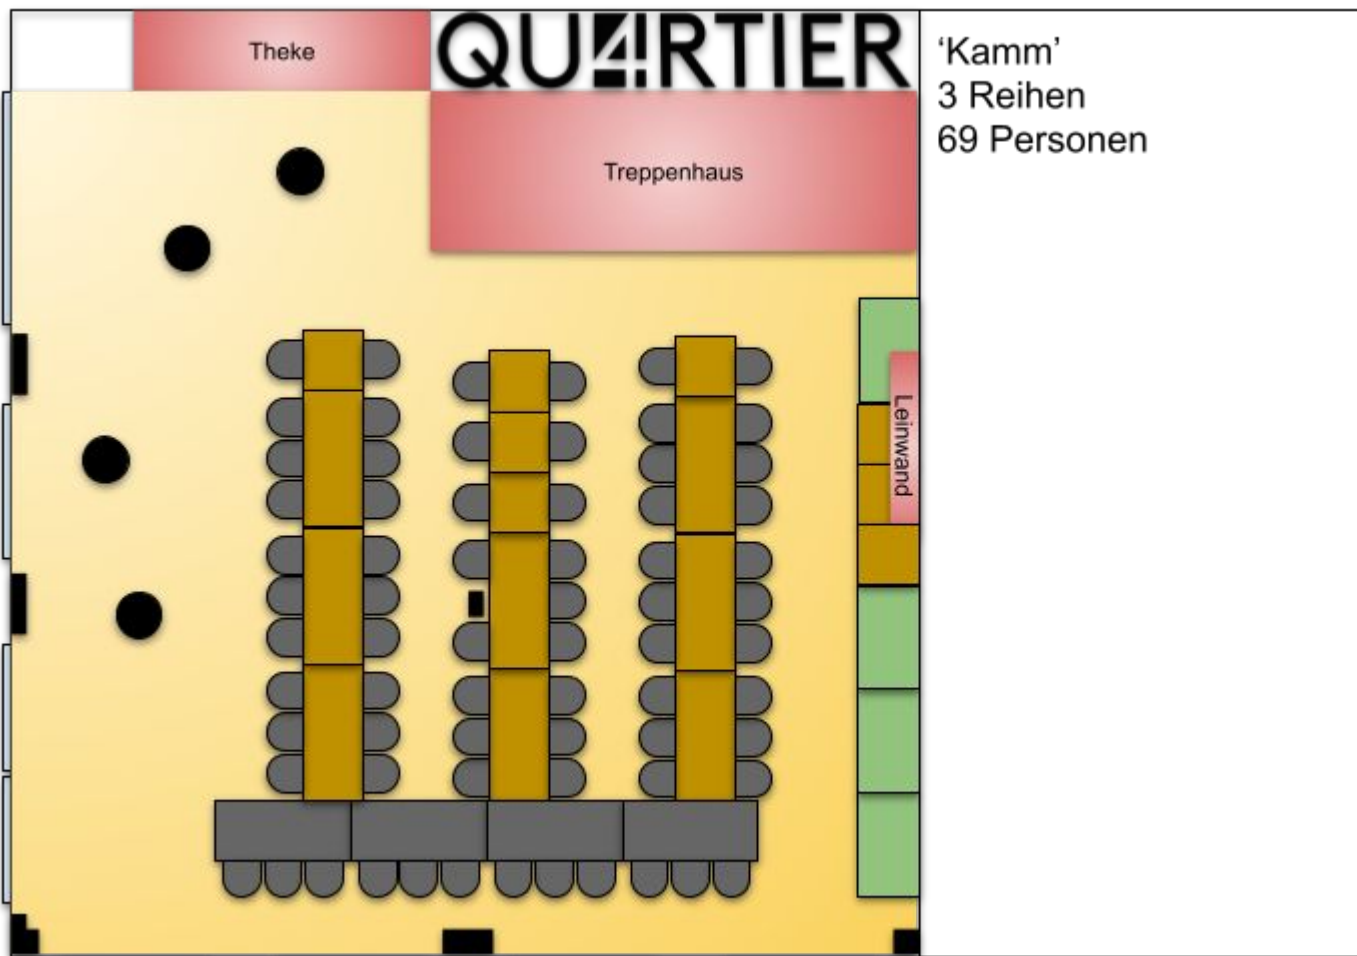 Theke
QU4RTIER
‘Kamm’
3 Reihen
69 Personen
Treppenhaus
Leinwand